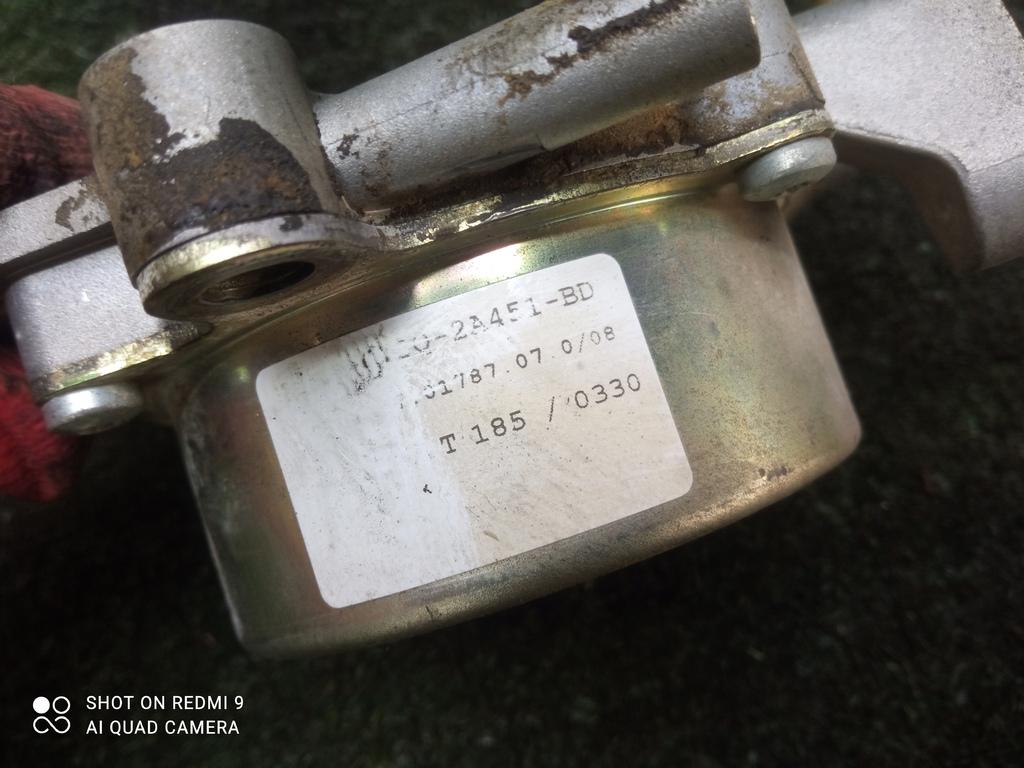 -2A451-BD
.01787.07.0/08
T 185 / 0330
SHOT ON REDMI 9
AI QUAD CAMERA